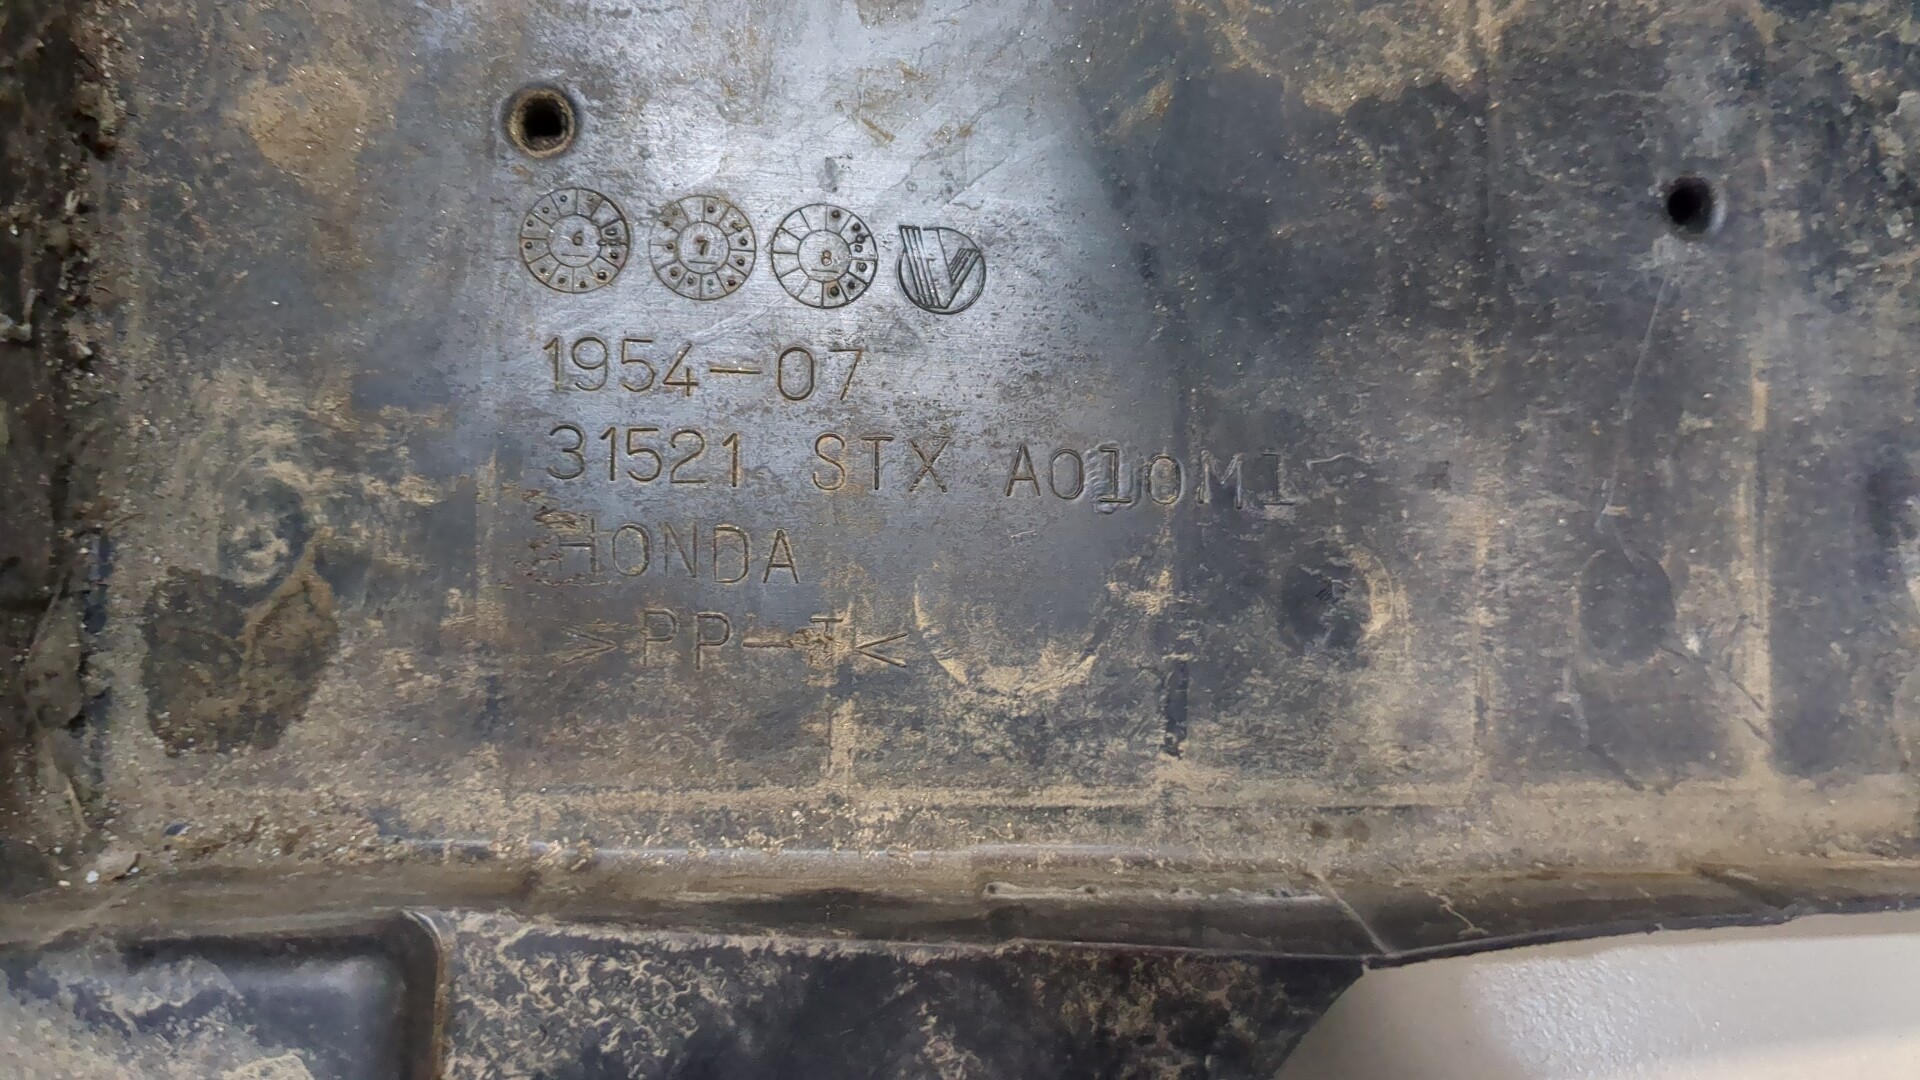 6 7 8
1954-07
31521 STX A010M1
HONDA
>PP-T<